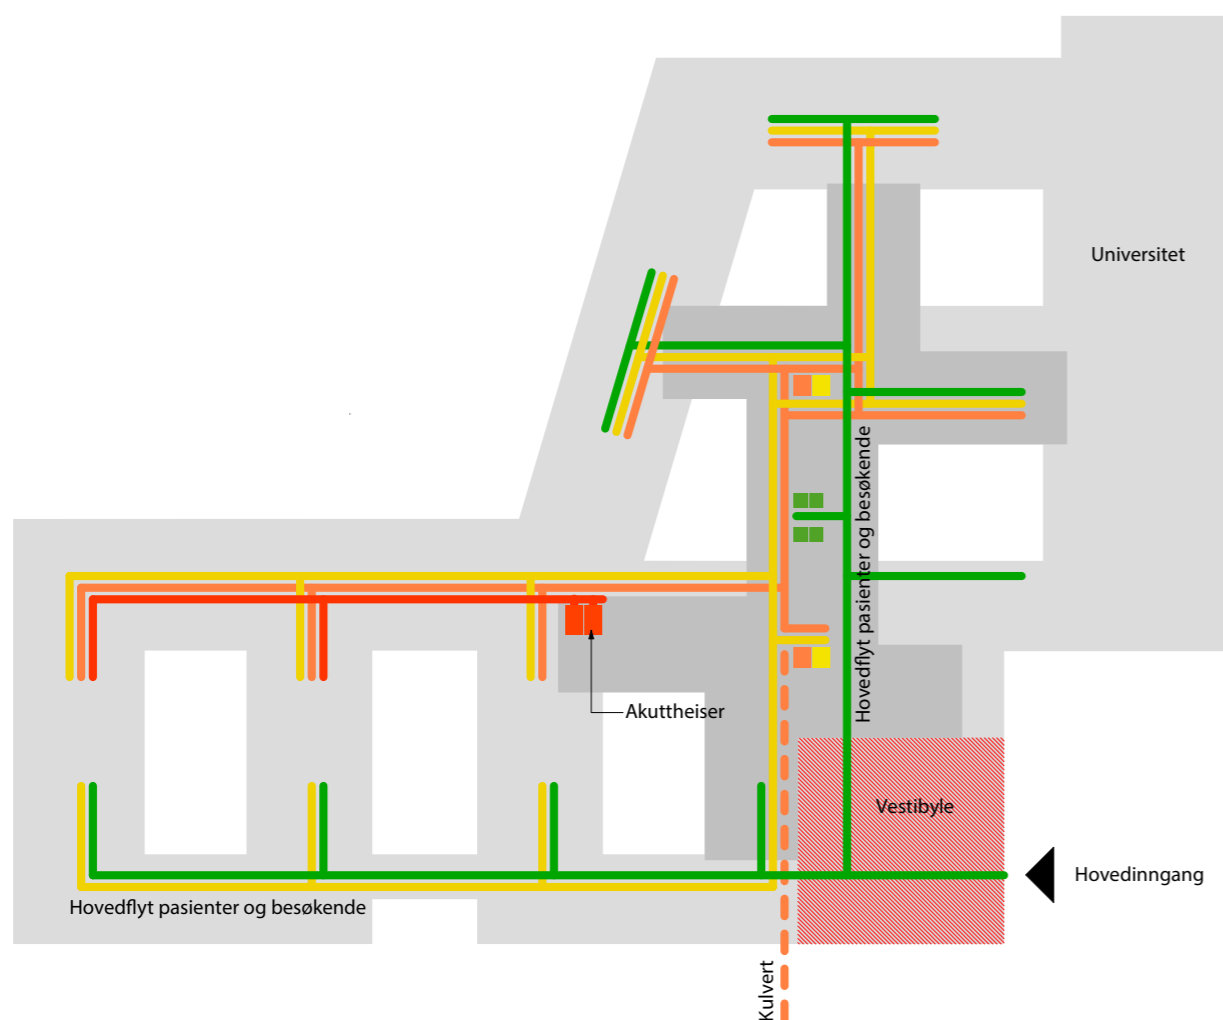 Universitet
Hovedflyt pasienter og besøkende
Akuttheiser
Vestibyle
Hovedinngang
Hovedflyt pasienter og besøkende
Kulvert